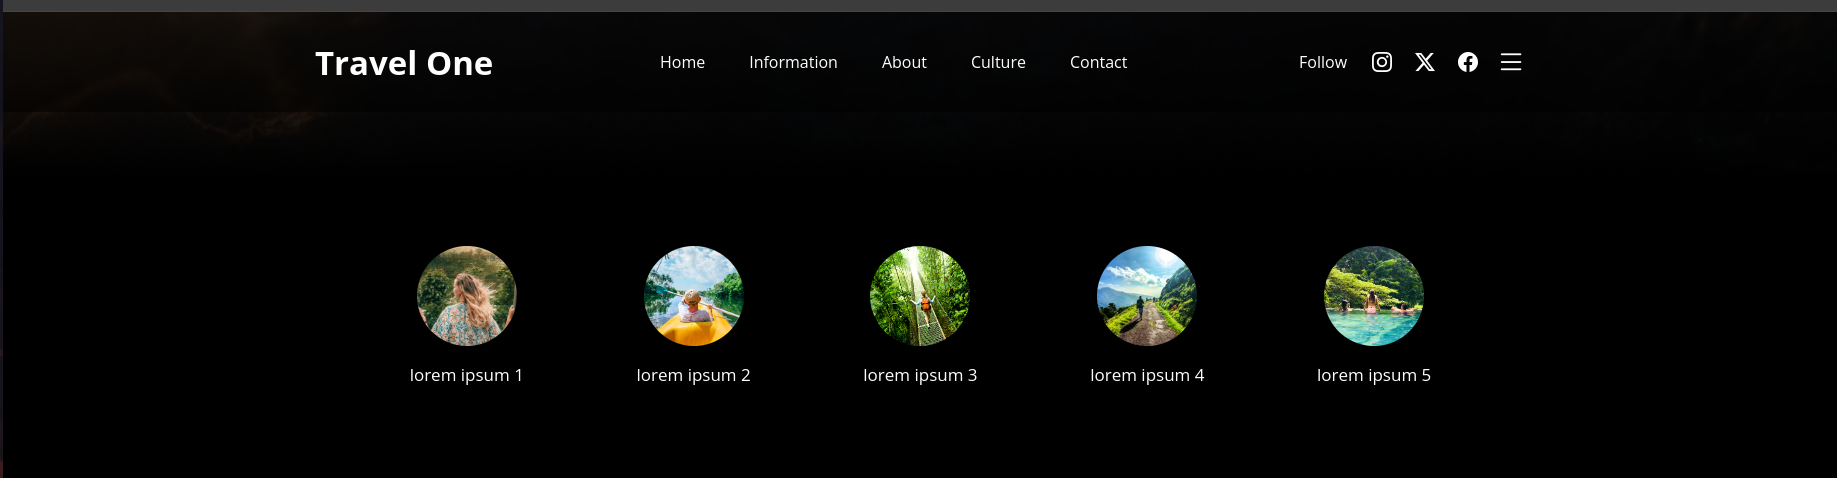 Travel One
Home Information About Culture Contact
Follow
lorem ipsum 1
lorem ipsum 2
lorem ipsum 3
lorem ipsum 4
lorem ipsum 5